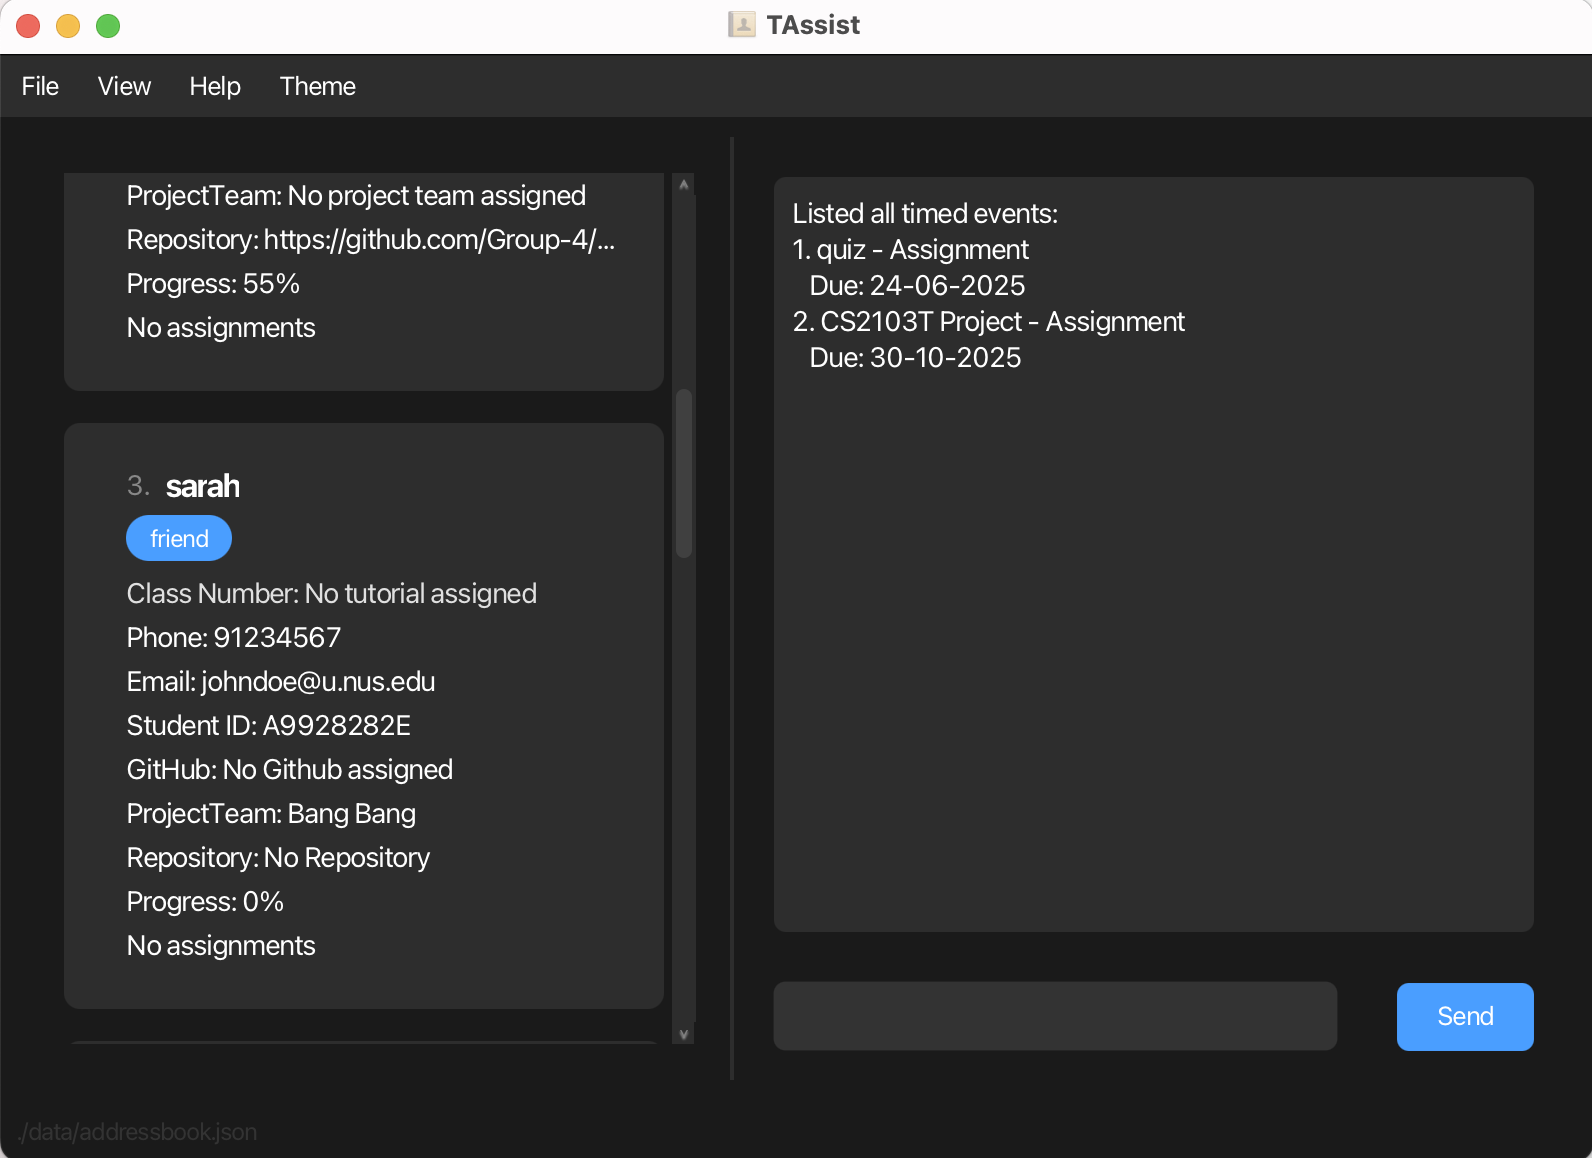 TAssist
File View Help Theme
ProjectTeam: No project team assigned
Repository: https://github.com/Group-4/...
Progress: 55%
No assignments
3. sarah
friend
Class Number: No tutorial assigned
Phone: 91234567
Email: johndoe@u.nus.edu
Student ID: A9928282E
GitHub: No Github assigned
ProjectTeam: Bang Bang
Repository: No Repository
Progress: 0%
No assignments
Listed all timed events:
1. quiz - Assignment
Due: 24-06-2025
2. CS2103T Project - Assignment
Due: 30-10-2025
Send
./data/addressbook.json